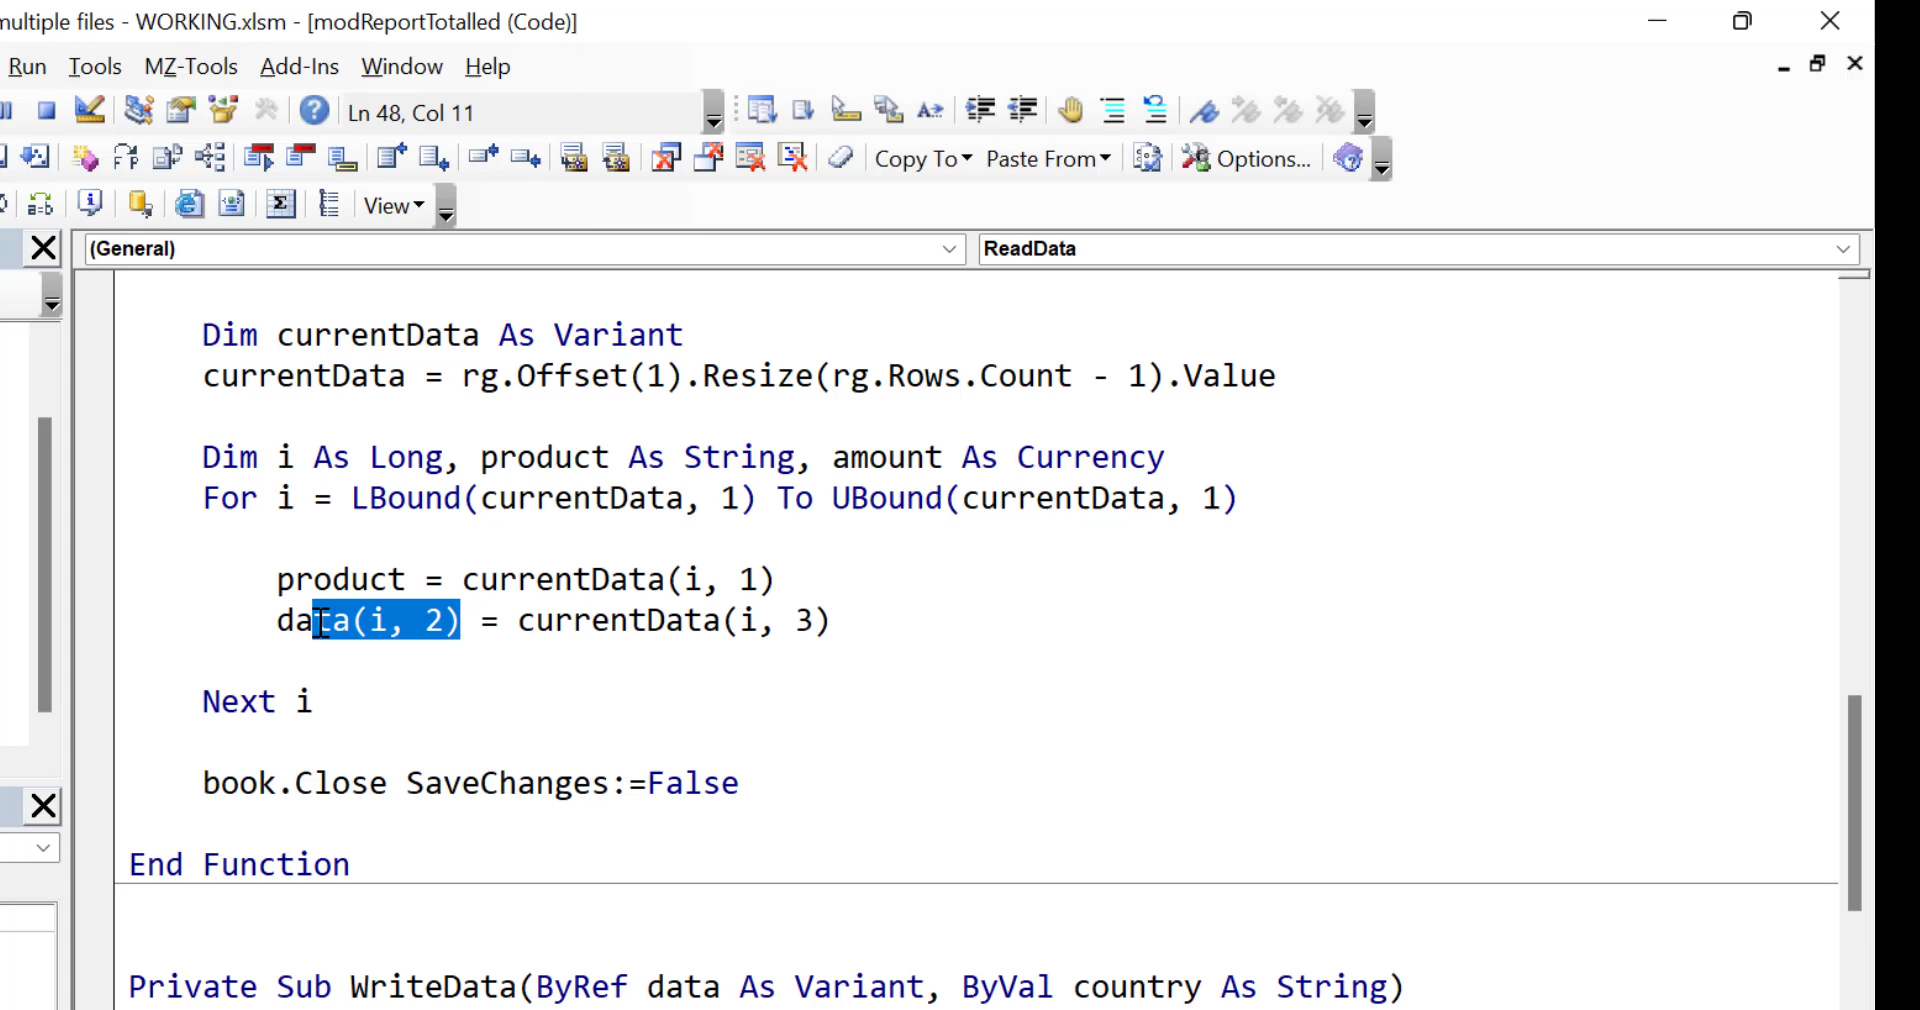 multiple files - WORKING.xlsm - [modReportTotalled (Code)]
Run Tools MZ-Tools Add-Ins Window Help
Ln 48, Col 11
Copy To Paste From Options...
View
(General) ReadData
Dim currentData As Variant
currentData = rg.Offset(1).Resize(rg.Rows.Count - 1).Value
Dim i As Long, product As String, amount As Currency
For i = LBound(currentData, 1) To UBound(currentData, 1)
product = currentData(i, 1)
data(i, 2) = currentData(i, 3)
Next i
book.Close SaveChanges:=False
End Function
Private Sub WriteData(ByRef data As Variant, ByVal country As String)